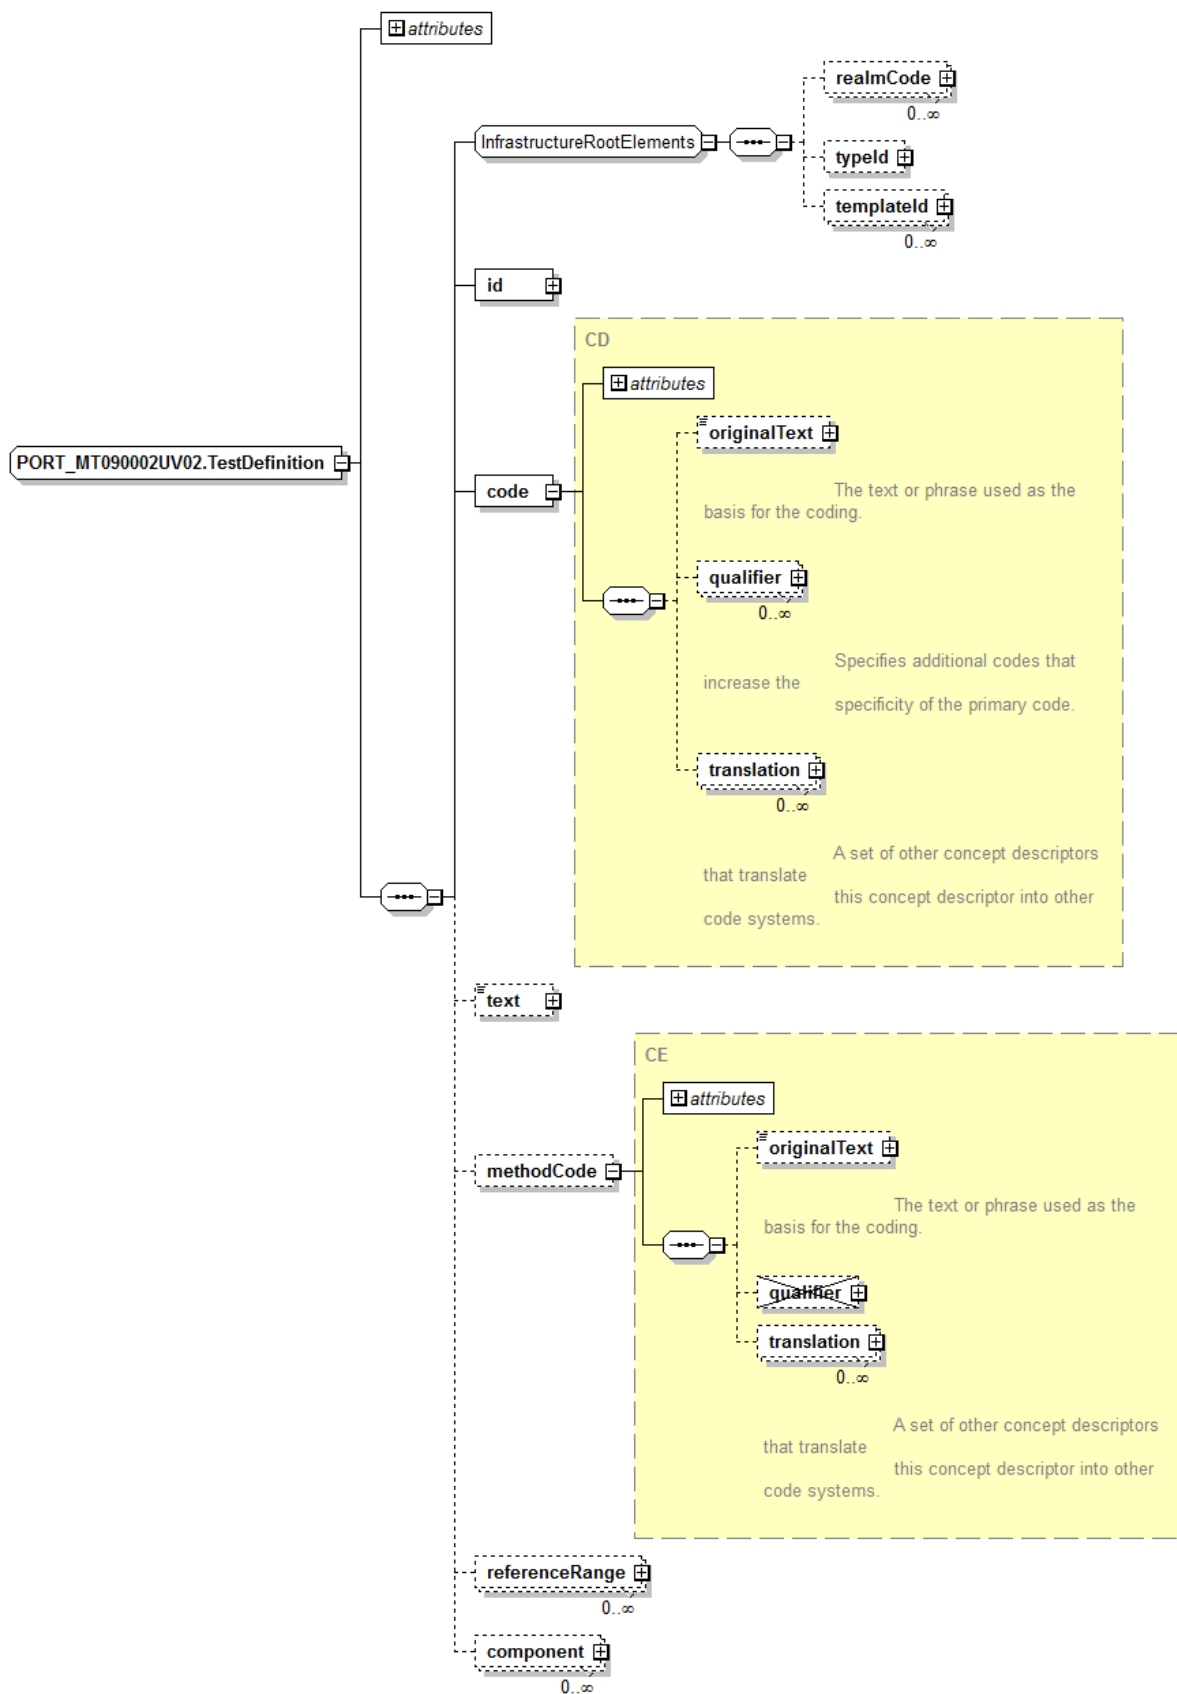 attributes
realmCode
0..∞
InfrastructureRootElements
typeId
templateId
0..∞
id
CD
attributes
originalText
PORT_MT090002UV02.TestDefinition
code
The text or phrase used as the
basis for the coding.
qualifier
0..∞
Specifies additional codes that
increase the
specificity of the primary code.
translation
0..∞
A set of other concept descriptors
that translate
this concept descriptor into other
code systems.
text
CE
attributes
originalText
methodCode
The text or phrase used as the
basis for the coding.
qualifier
translation
0..∞
A set of other concept descriptors
that translate
this concept descriptor into other
code systems.
referenceRange
0..∞
component
0..∞